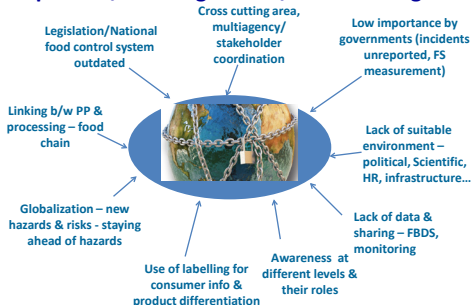 Cross cutting area,
multiagency/
stakeholder
coordination
Legislation/National
food control system
outdated
Low importance by
governments (incidents
unreported, FS
measurement)
Linking b/w PP &
processing – food
chain
Lack of suitable
environment –
political, Scientific,
HR, infrastructure…
Globalization – new
hazards & risks - staying
ahead of hazards
Lack of data &
sharing – FBDS,
monitoring
Use of labelling for
consumer info &
product differentiation
Awareness at
different levels &
their roles